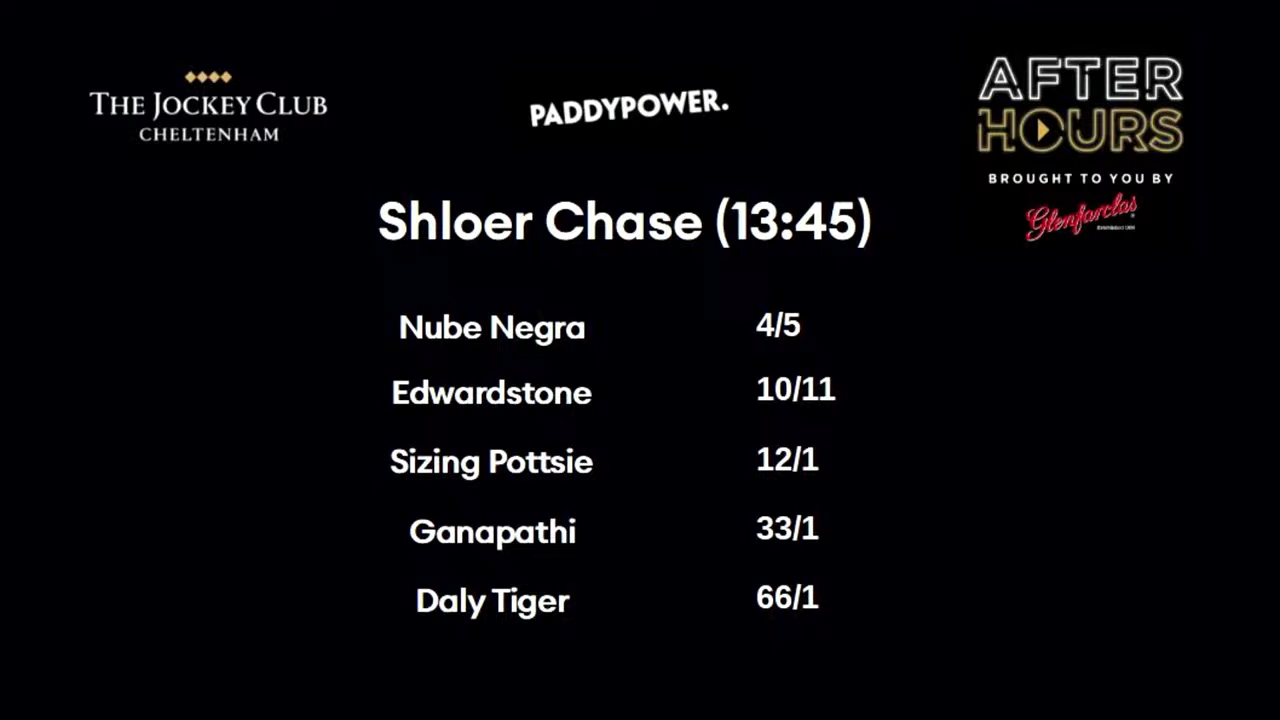 THE JOCKEY CLUB
CHELTENHAM
PADDYPOWER.
AFTER
HOURS
BROUGHT TO YOU BY
Glenfarclas
Shloer Chase (13:45)
Nube Negra 4/5
Edwardstone 10/11
Sizing Pottsie 12/1
Ganapathi 33/1
Daly Tiger 66/1